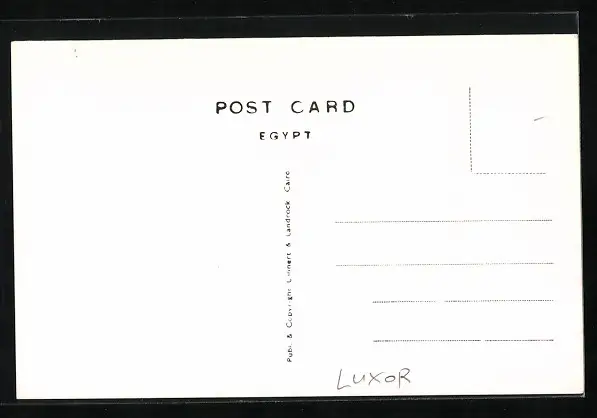 POST CARD
EGYPT
Publ. & Copyright Lehnert & Landrock Cairo
LUXOR